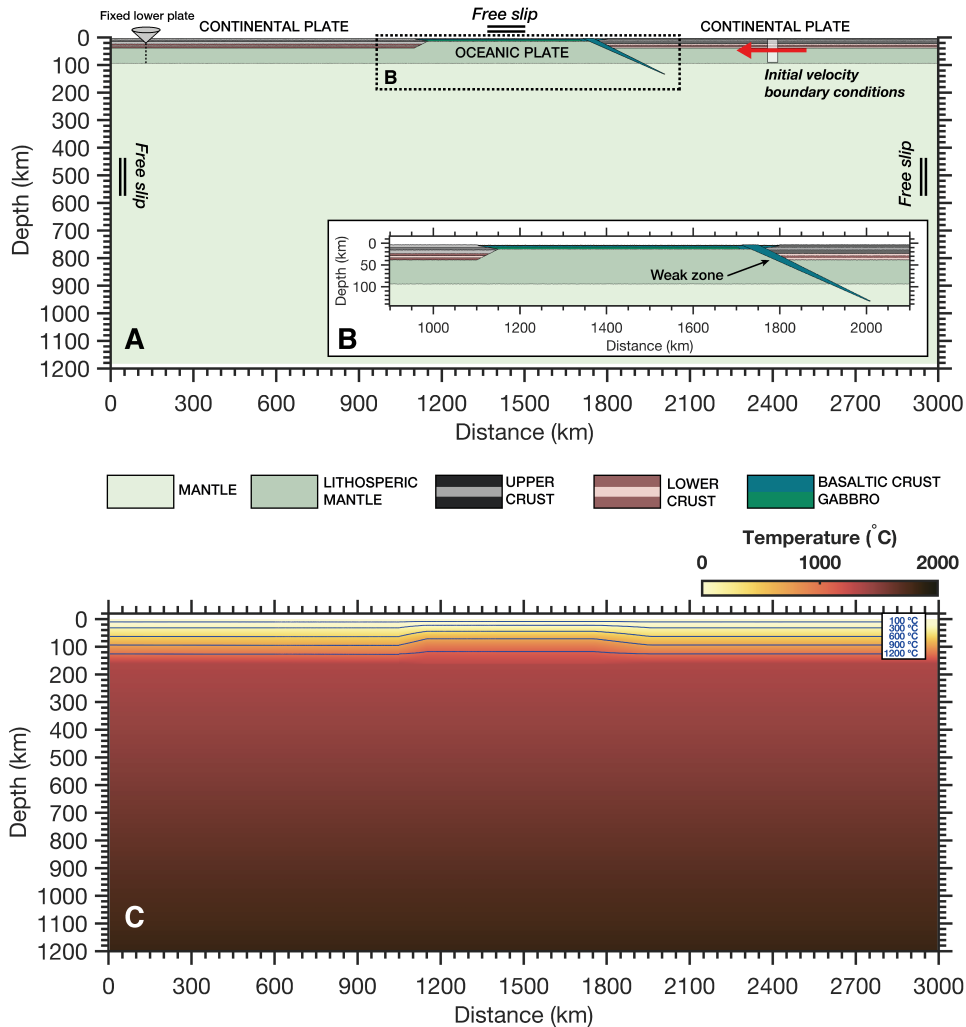 Fixed lower plate
CONTINENTAL PLATE
Free slip
CONTINENTAL PLATE
0
100
200
300
400
500
600
700
800
900
1000
1100
1200
Depth (km)
OCEANIC PLATE
B
Initial velocity
boundary conditions
Free slip
Free slip
A
0
50
100
Depth (km)
Weak zone
B
1000 1200 1400 1600 1800 2000
Distance (km)
0 300 600 900 1200 1500 1800 2100 2400 2700 3000
Distance (km)
MANTLE
LITHOSPERIC
MANTLE
UPPER
CRUST
LOWER
CRUST
BASALTIC CRUST
GABBRO
Temperature (°C)
0 1000 2000
0
100
200
300
400
500
600
700
800
900
1000
1100
1200
Depth (km)
100 °C
300 °C
600 °C
900 °C
1200 °C
C
0 300 600 900 1200 1500 1800 2100 2400 2700 3000
Distance (km)